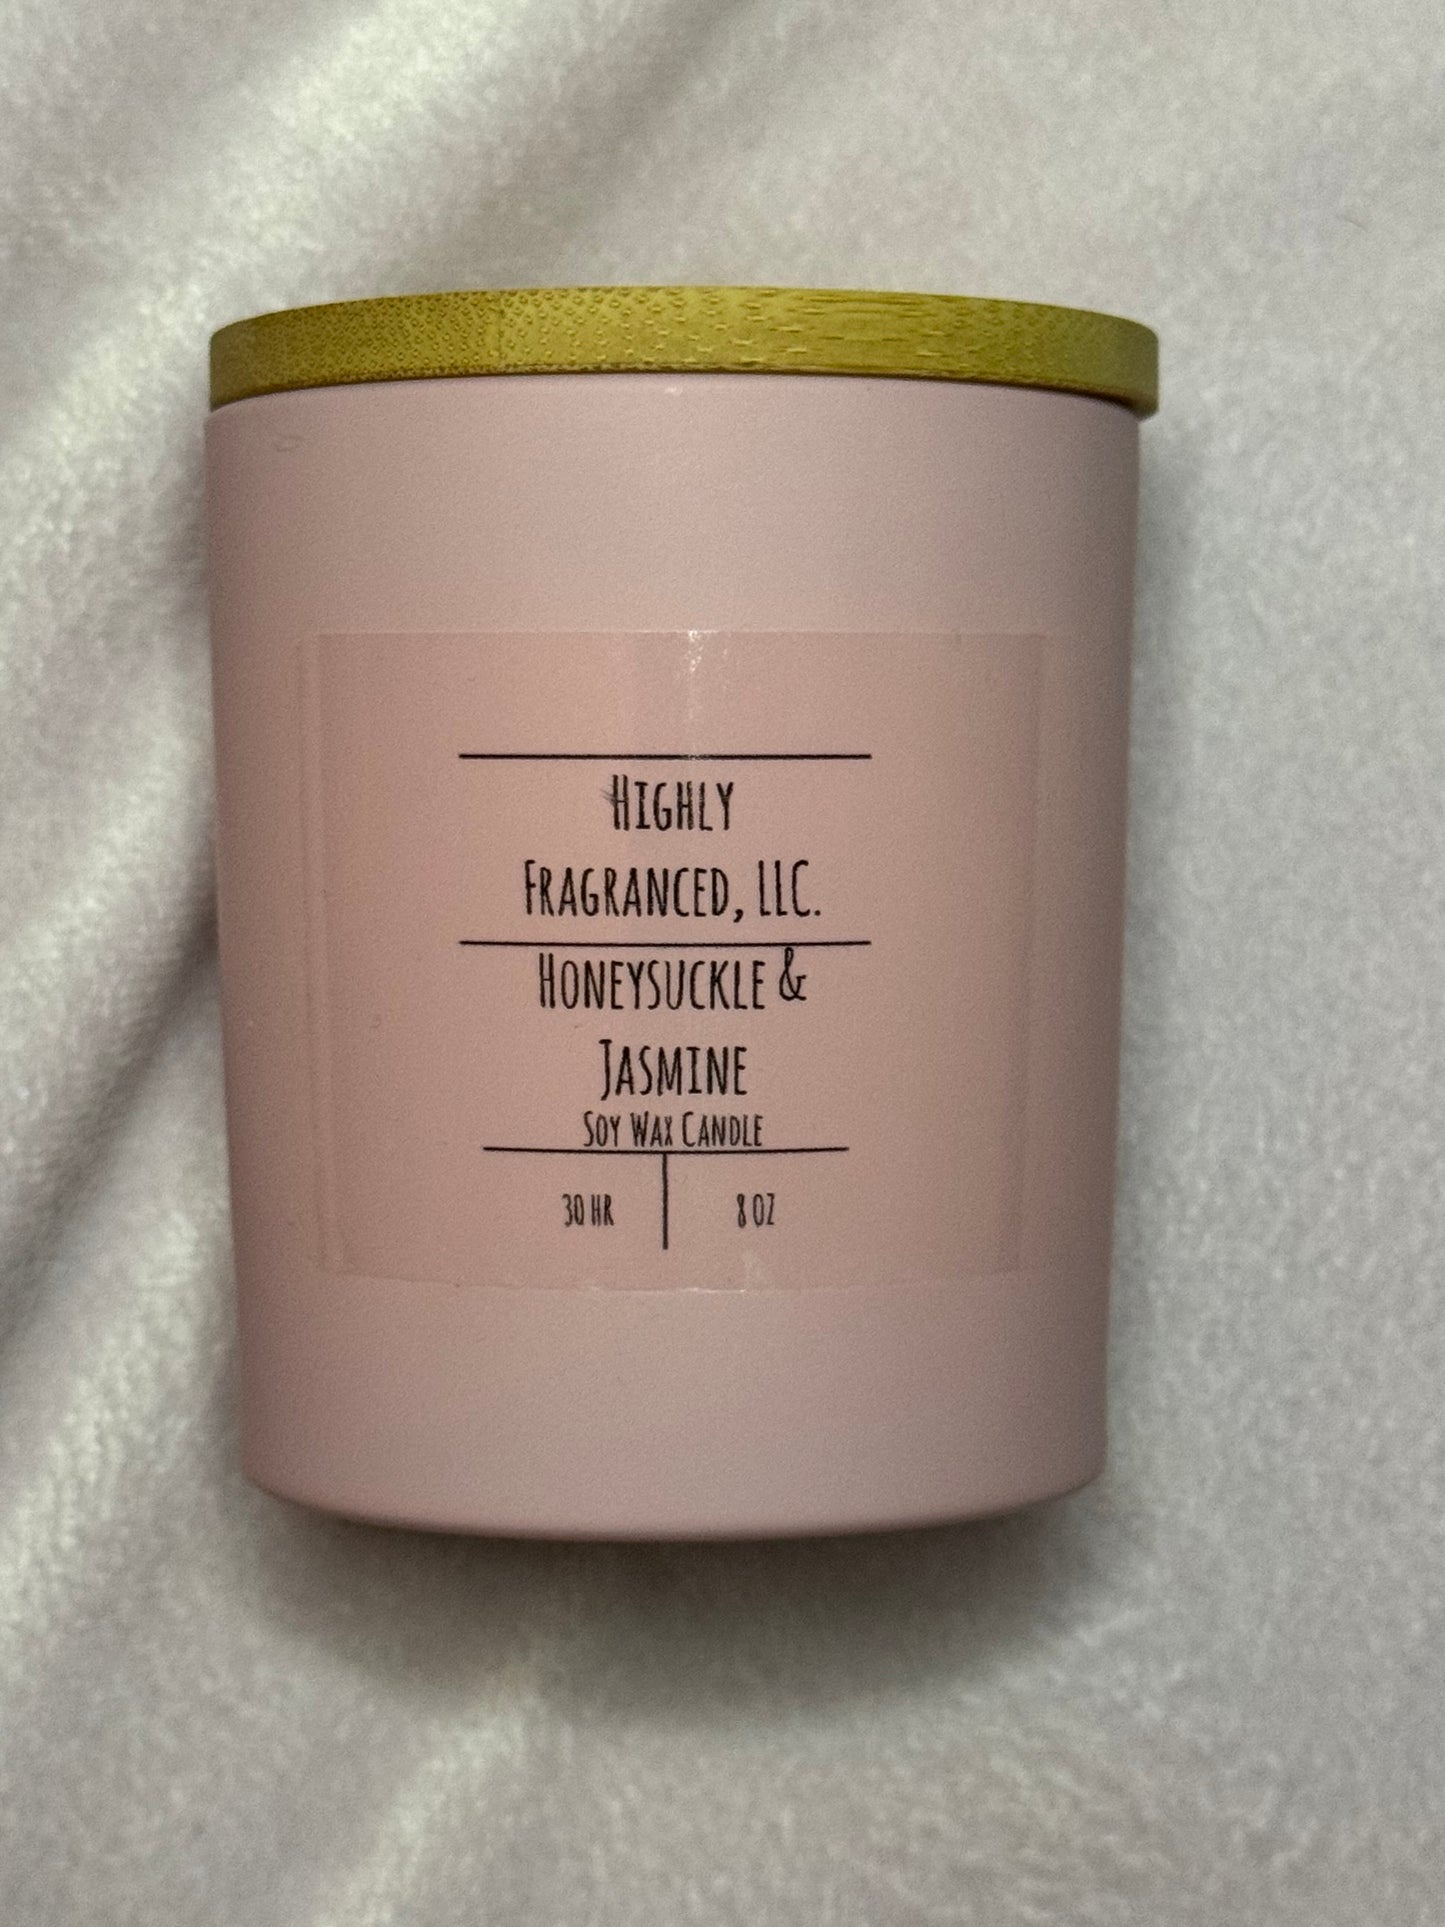 Highly
Fragranced, LLC.
Honeysuckle &
Jasmine
Soy Wax Candle
30 HR
8 OZ